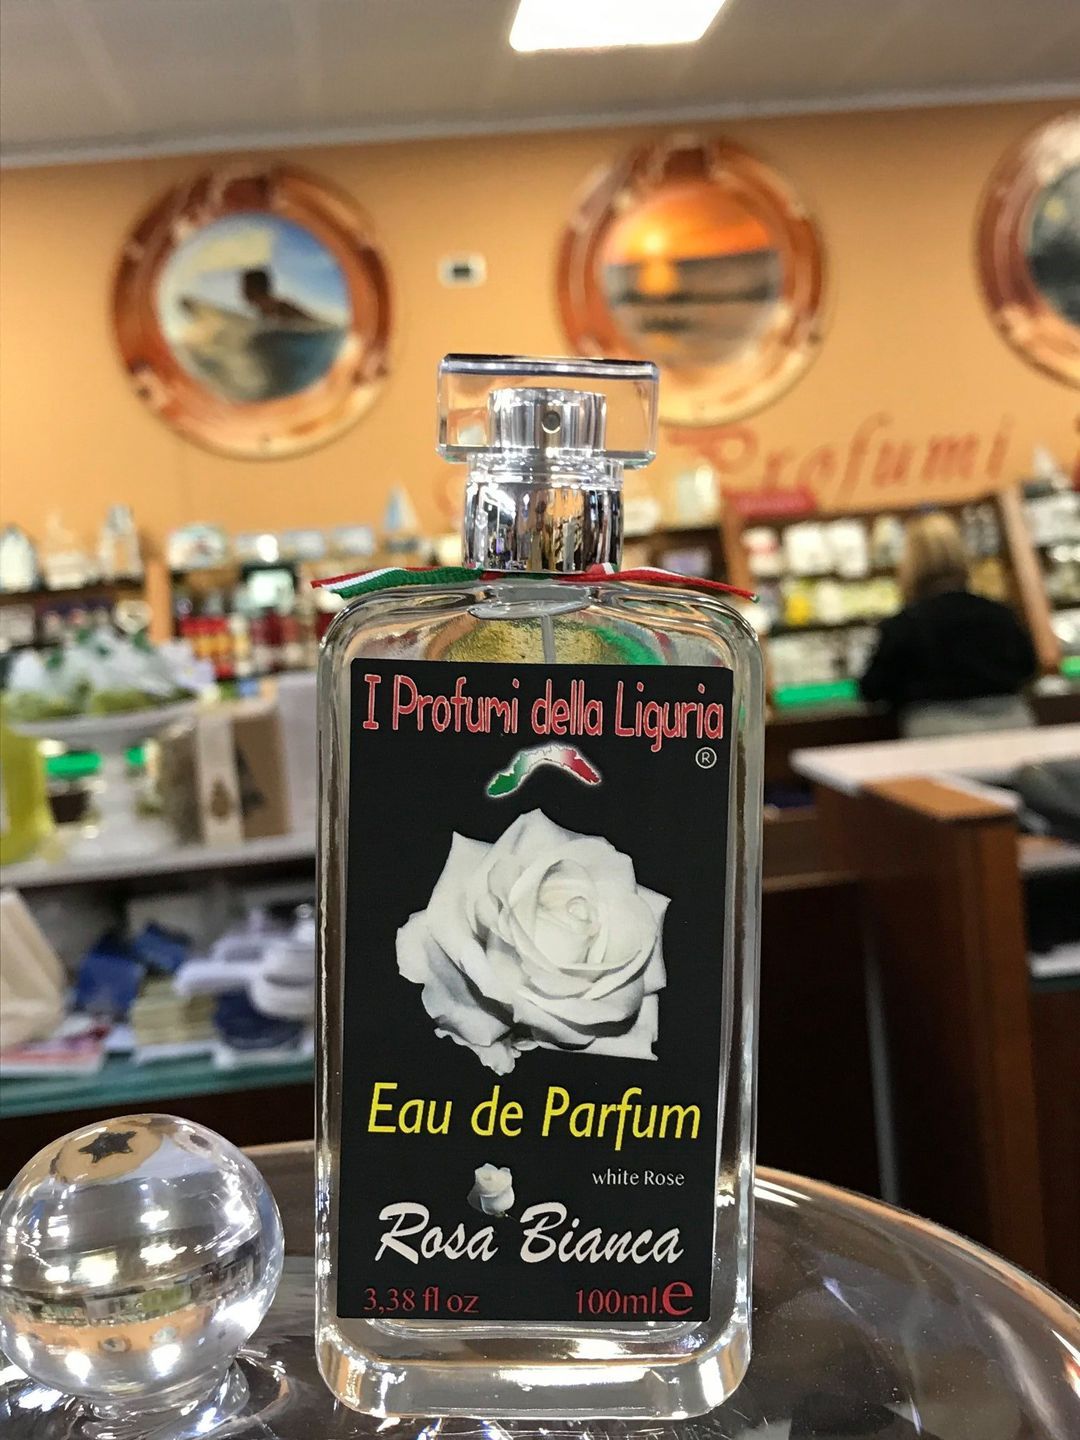 Profumi
I Profumi della Liguria
®
Eau de Parfum
white Rose
Rosa Bianca
3,38 fl oz 100ml.e